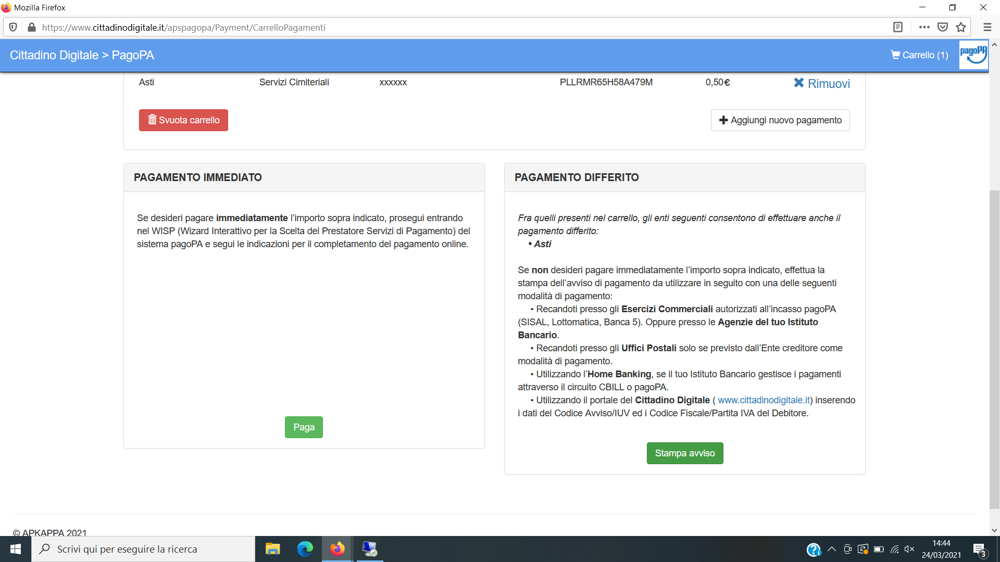 Mozilla Firefox
https://www.cittadinodigitale.it/apspagopa/Payment/CarrelloPagamenti
Cittadino Digitale > PagoPA
Carrello (1)
pagoPA
Asti Servizi Cimiteriali xxxxxx PLLRMR65H58A479M 0,50€ Rimuovi
Svuota carrello
Aggiungi nuovo pagamento
PAGAMENTO IMMEDIATO
Se desideri pagare immediatamente l’importo sopra indicato, prosegui entrando
nel WISP (Wizard Interattivo per la Scelta del Prestatore Servizi di Pagamento) del
sistema pagoPA e segui le indicazioni per il completamento del pagamento online.
Paga
PAGAMENTO DIFFERITO
Fra quelli presenti nel carrello, gli enti seguenti consentono di effettuare anche il
pagamento differito:
• Asti
Se non desideri pagare immediatamente l’importo sopra indicato, effettua la
stampa dell’avviso di pagamento da utilizzare in seguito con una delle seguenti
modalità di pagamento:
• Recandoti presso gli Esercizi Commerciali autorizzati all’incasso pagoPA
(SISAL, Lottomatica, Banca 5). Oppure presso le Agenzie del tuo Istituto
Bancario.
• Recandoti presso gli Uffici Postali solo se previsto dall’Ente creditore come
modalità di pagamento.
• Utilizzando l’Home Banking, se il tuo Istituto Bancario gestisce i pagamenti
attraverso il circuito CBILL o pagoPA.
• Utilizzando il portale del Cittadino Digitale ( www.cittadinodigitale.it) inserendo
i dati del Codice Avviso/IUV ed i Codice Fiscale/Partita IVA del Debitore.
Stampa avviso
© APKAPPA 2021
Scrivi qui per eseguire la ricerca
14:44
24/03/2021
3